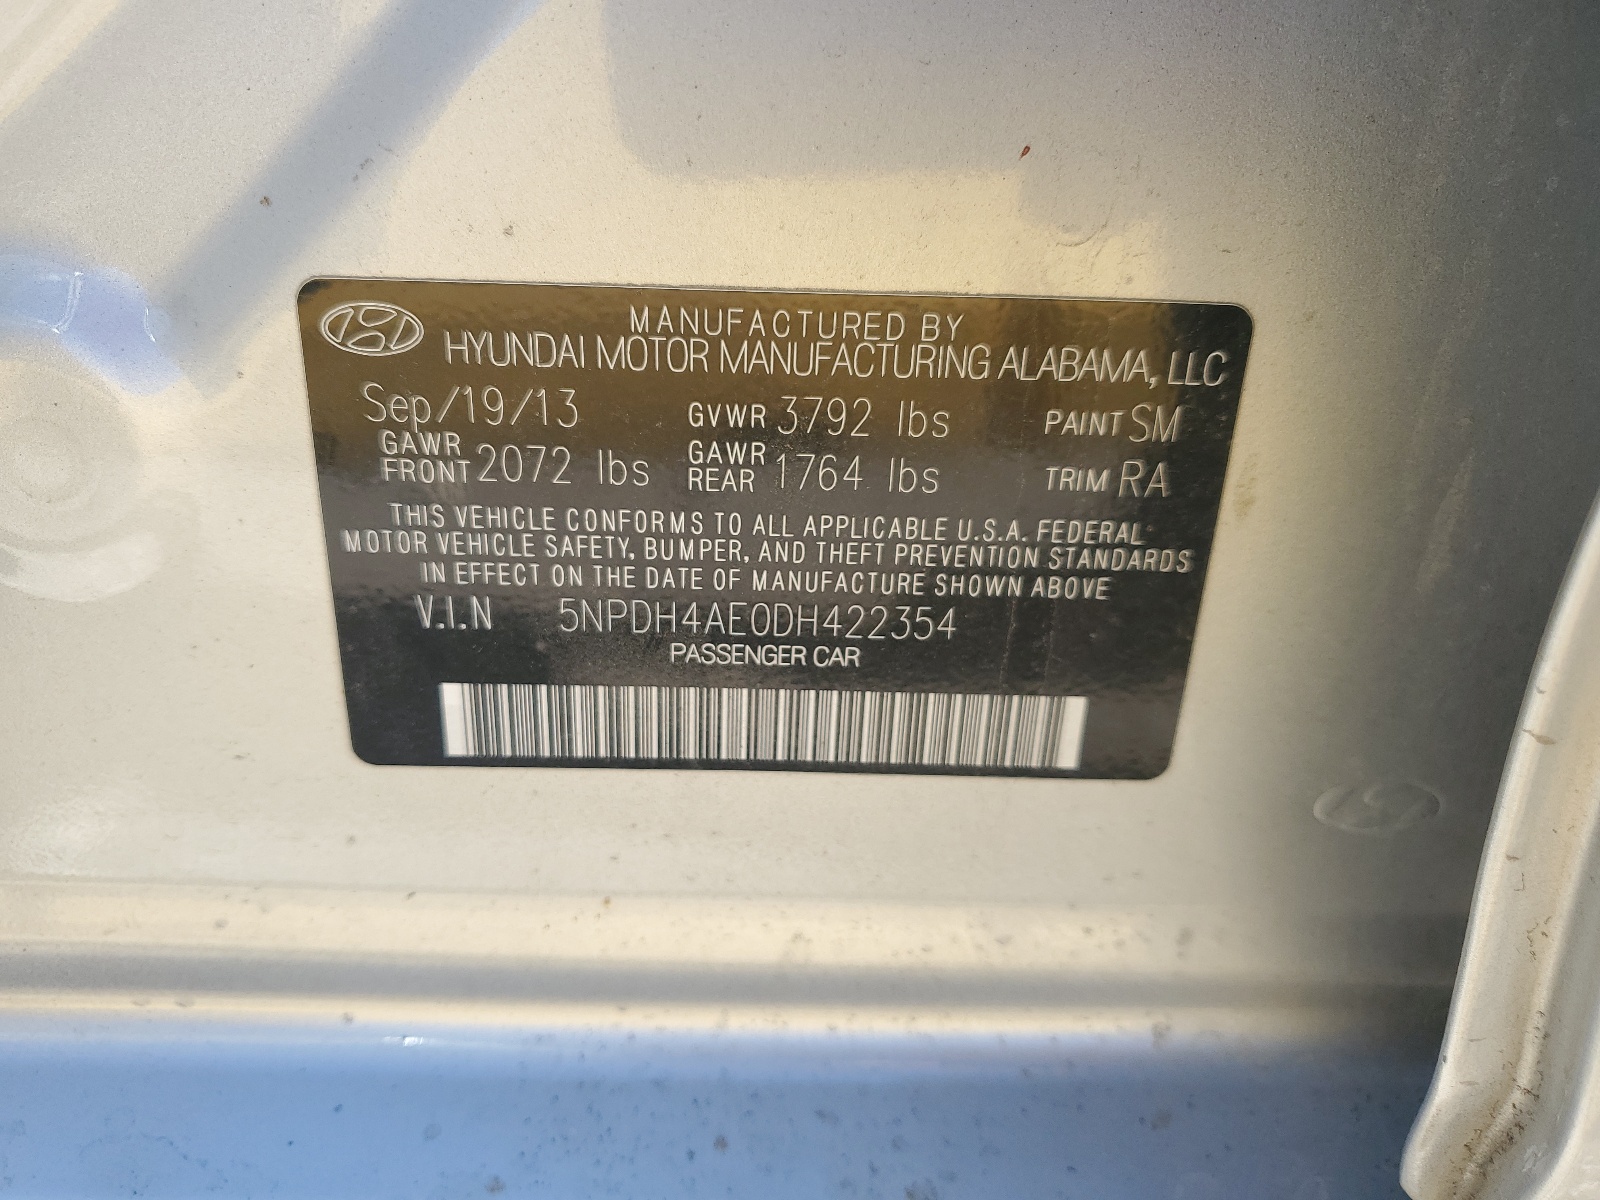 MANUFACTURED BY
HYUNDAI MOTOR MANUFACTURING ALABAMA, LLC
Sep/19/13 GVWR 3792 lbs PAINT SM
GAWR FRONT 2072 lbs GAWR REAR 1764 lbs TRIM RA
THIS VEHICLE CONFORMS TO ALL APPLICABLE U.S.A. FEDERAL
MOTOR VEHICLE SAFETY, BUMPER, AND THEFT PREVENTION STANDARDS
IN EFFECT ON THE DATE OF MANUFACTURE SHOWN ABOVE
V.I.N 5NPDH4AE0DH422354
PASSENGER CAR